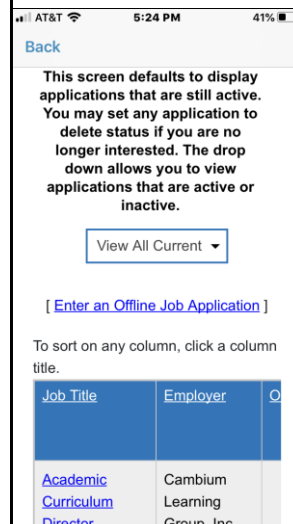 AT&T 5:24 PM 41%
Back
This screen defaults to display
applications that are still active.
You may set any application to
delete status if you are no
longer interested. The drop
down allows you to view
applications that are active or
inactive.
View All Current
[ Enter an Offline Job Application ]
To sort on any column, click a column
title.
Job Title Employer O
Academic Cambium
Curriculum Learning
Director Group, Inc